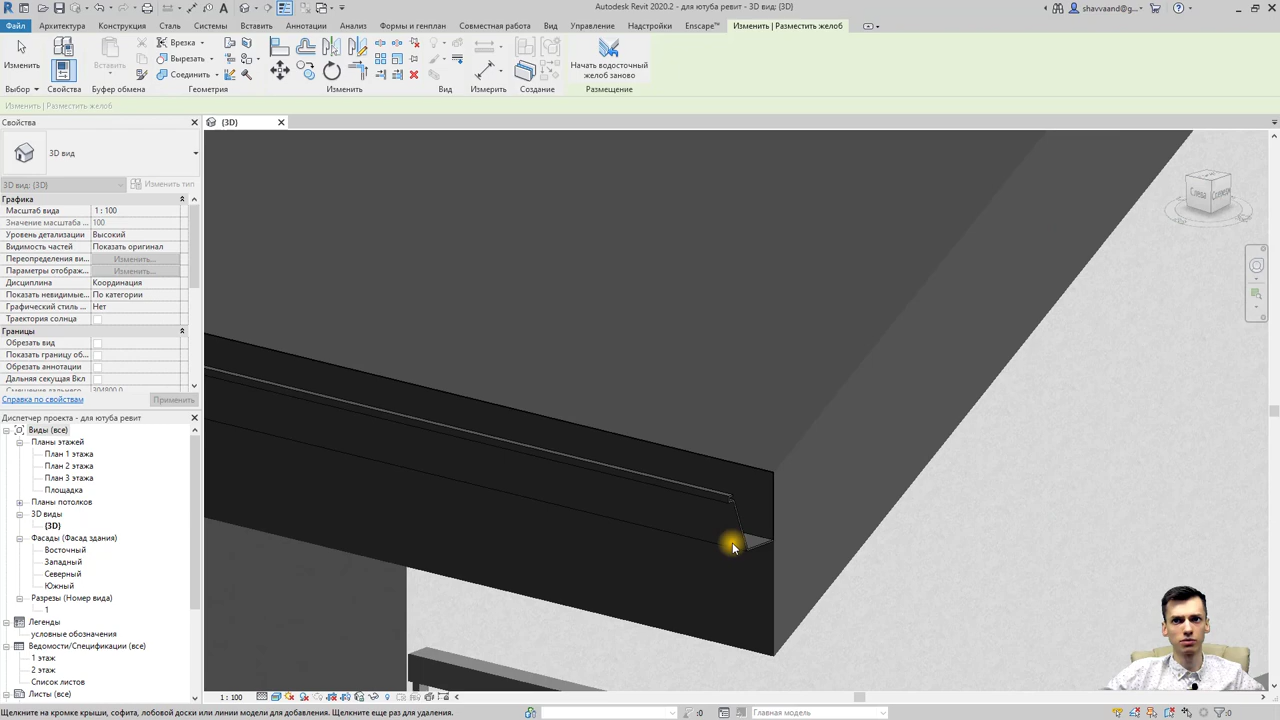 Autodesk Revit 2020.2 - для ютуба ревит - 3D вид: {3D}
shavvaand@g...
Файл Архитектура Конструкция Сталь Системы Вставить Аннотации Анализ Формы и генплан Совместная работа Вид Управление Надстройки Enscape™ Изменить | Разместить желоб
Изменить
Вставить
Врезка
Вырезать
Соединить
Начать водосточный желоб заново
Выбор Свойства Буфер обмена Геометрия Изменить Вид Измерить Создание Размещение
Изменить | Разместить желоб
Свойства
{3D}
3D вид
3D вид: {3D} Изменить тип
Графика
Масштаб вида 1 : 100
Значение масштаба ... 100
Уровень детализации Высокий
Видимость частей Показать оригинал
Переопределения ви... Изменить...
Параметры отображ... Изменить...
Дисциплина Координация
Показать невидимые... По категории
Графический стиль ... Нет
Траектория солнца
Границы
Обрезать вид
Показать границу об...
Обрезать аннотации
Дальняя секущая Вкл
Справка по свойствам Применить
Диспетчер проекта - для ютуба ревит
Виды (все)
Планы этажей
План 1 этажа
План 2 этажа
План 3 этажа
Площадка
Планы потолков
3D виды
{3D}
Фасады (Фасад здания)
Восточный
Западный
Северный
Южный
Разрезы (Номер вида)
1
Легенды
условные обозначения
Ведомости/Спецификации (все)
1 этаж
2 этаж
Список листов
Листы (все)
Слева
1 : 100
Щелкните на кромке крыши, софита, лобовой доски или линии модели для добавления. Щелкните еще раз для удаления.
:0
Главная модель
:0